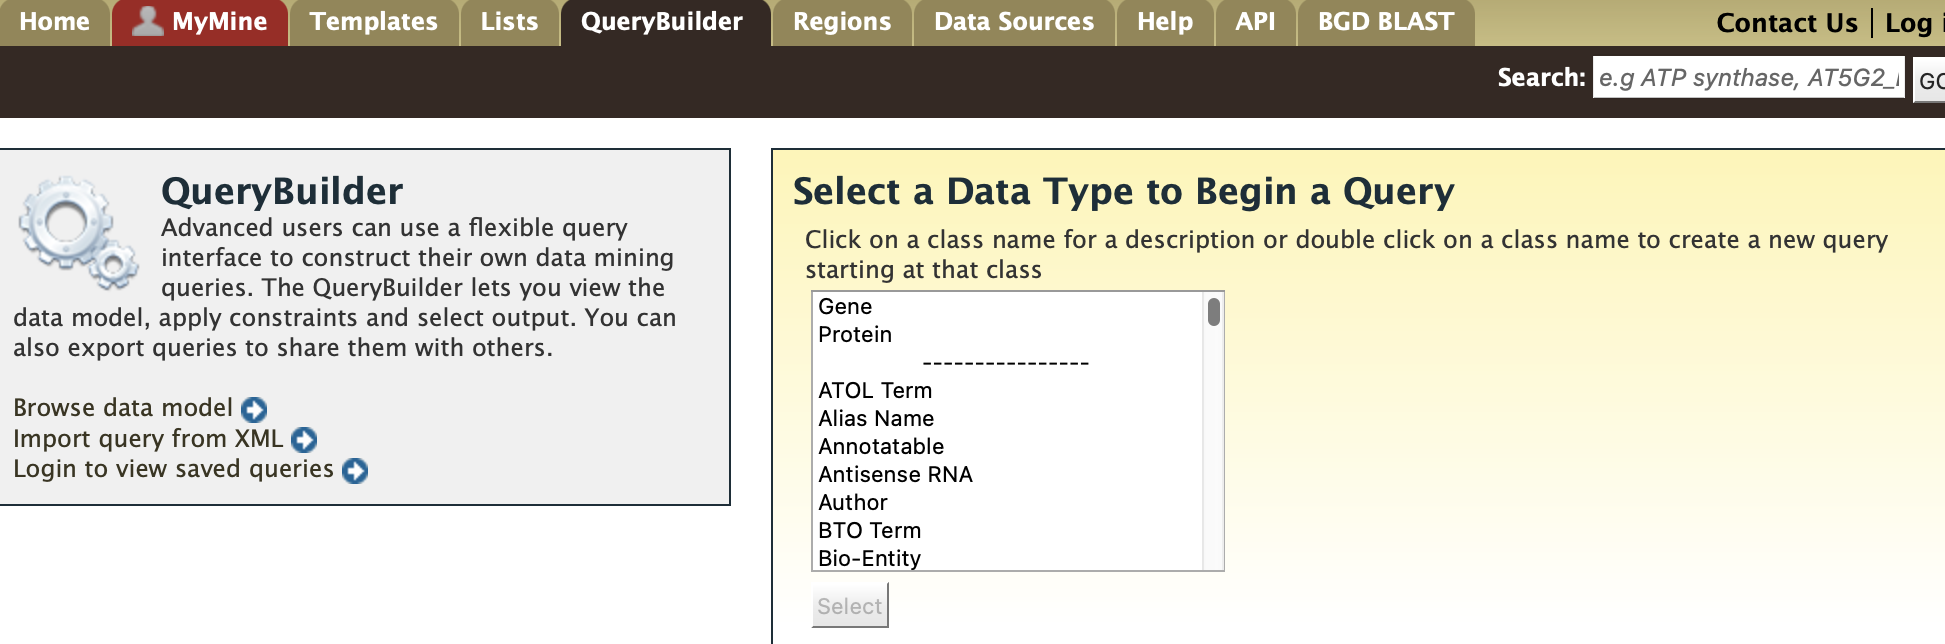 Home MyMine Templates Lists QueryBuilder Regions Data Sources Help API BGD BLAST Contact Us | Log
Search: e.g ATP synthase, AT5G2_
QueryBuilder
Advanced users can use a flexible query
interface to construct their own data mining
queries. The QueryBuilder lets you view the
data model, apply constraints and select output. You can
also export queries to share them with others.
Browse data model
Import query from XML
Login to view saved queries
Select a Data Type to Begin a Query
Click on a class name for a description or double click on a class name to create a new query
starting at that class
Gene
Protein
----------------
ATOL Term
Alias Name
Annotatable
Antisense RNA
Author
BTO Term
Bio-Entity
Select